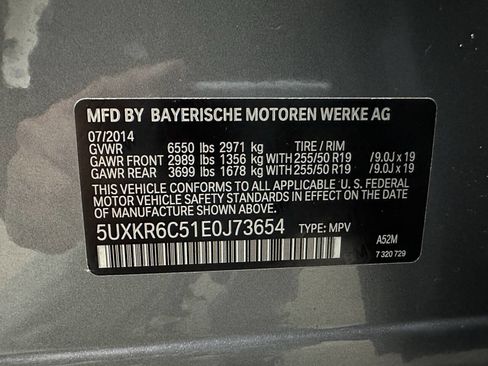 MFD BY BAYERISCHE MOTOREN WERKE AG
07/2014
GVWR 6550 lbs 2971 kg TIRE / RIM
GAWR FRONT 2989 lbs 1356 kg WITH 255/50 R19 /9.0J x 19
GAWR REAR 3699 lbs 1678 kg WITH 255/50 R19 /9.0J x 19
THIS VEHICLE CONFORMS TO ALL APPLICABLE U. S. FEDERAL
MOTOR VEHICLE SAFETY STANDARDS IN EFFECT ON THE
DATE OF MANUFACTURE SHOWN ABOVE.
5UXKR6C51E0J73654 TYPE: MPV
A52M
7 320 729